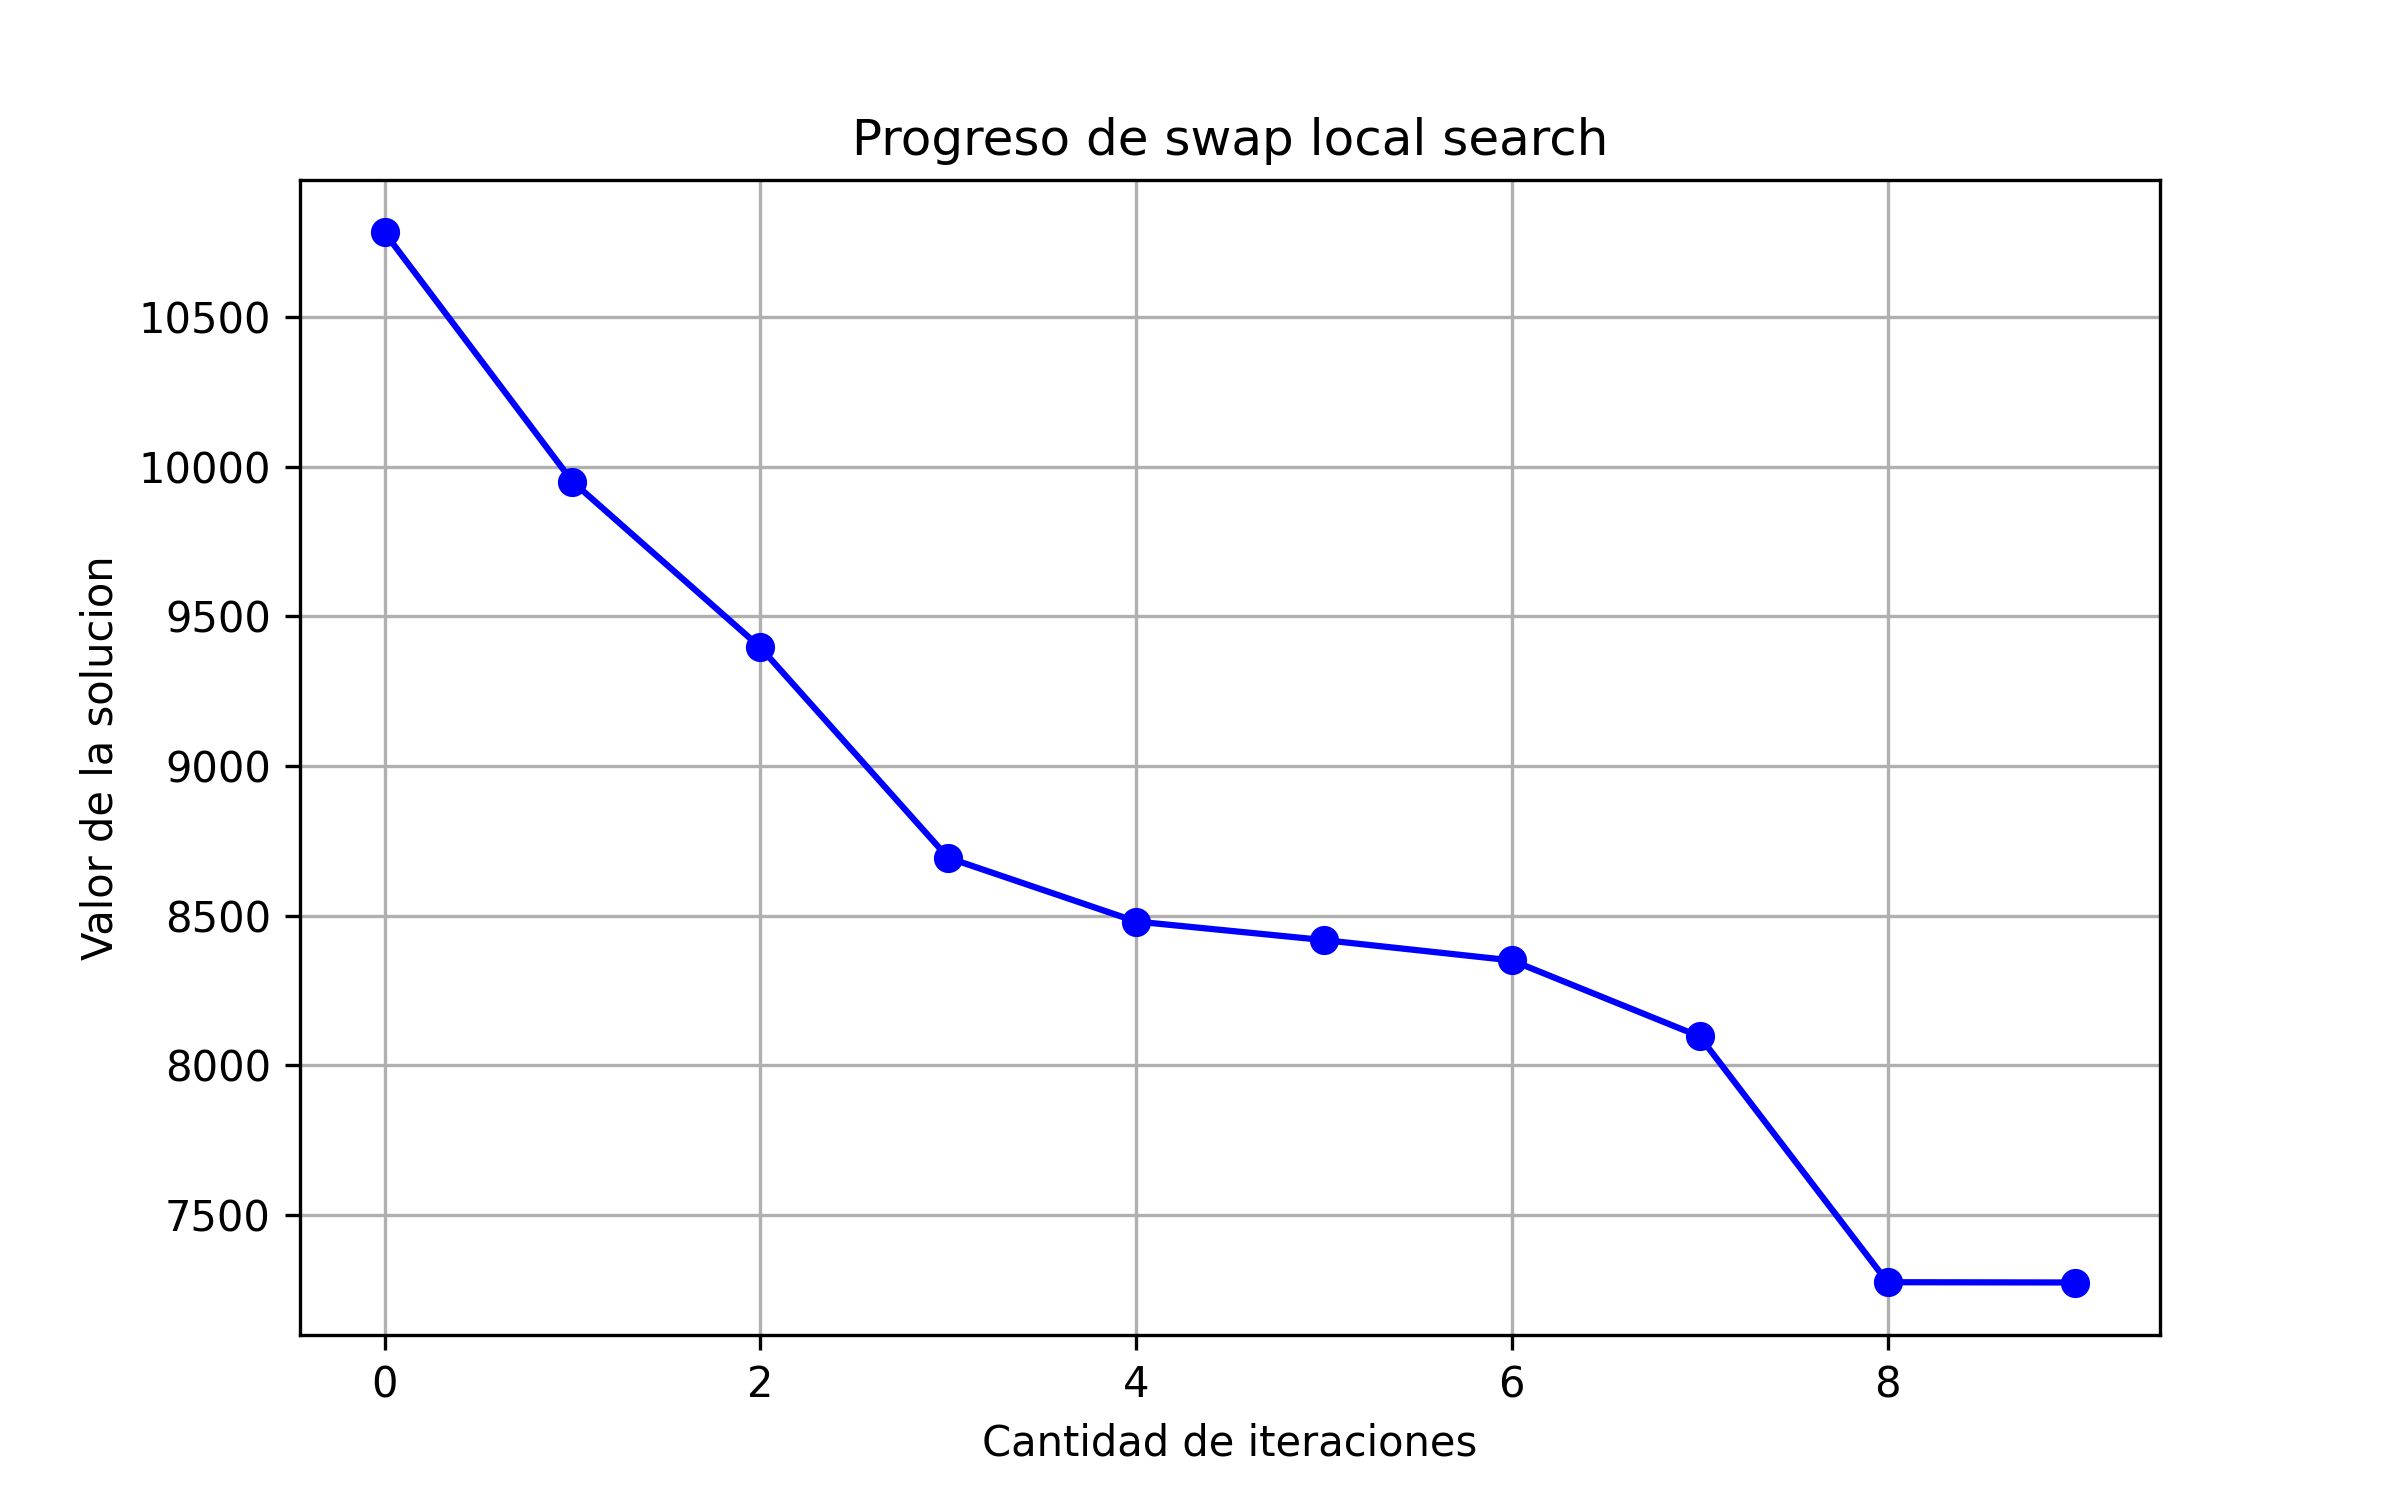 Progreso de swap local search
Valor de la solucion
10500
10000
9500
9000
8500
8000
7500
0 2 4 6 8
Cantidad de iteraciones